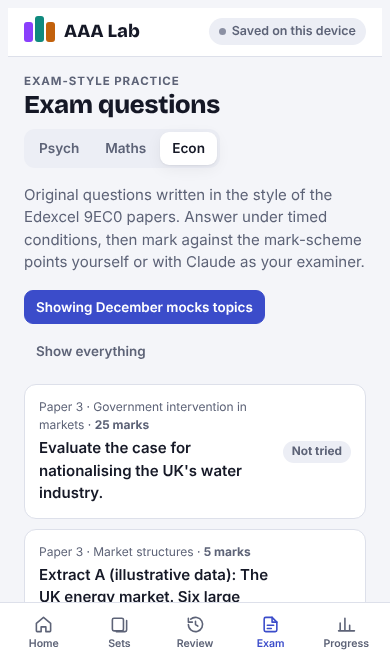 AAA Lab
Saved on this device
EXAM-STYLE PRACTICE
Exam questions
Psych
Maths
Econ
Original questions written in the style of the
Edexcel 9EC0 papers. Answer under timed
conditions, then mark against the mark-scheme
points yourself or with Claude as your examiner.
Showing December mocks topics
Show everything
Paper 3 · Government intervention in
markets · 25 marks
Evaluate the case for
nationalising the UK's water
industry.
Not tried
Paper 3 · Market structures · 5 marks
Extract A (illustrative data): The
UK energy market. Six large
Home
Sets
Review
Exam
Progress